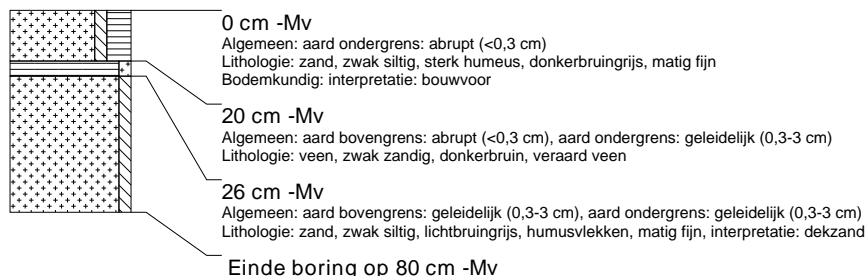 0 cm -Mv
Algemeen: aard ondergrens: abrupt (<0,3 cm)
Lithologie: zand, zwak siltig, sterk humeus, donkerbruingrijs, matig fijn
Bodemkundig: interpretatie: bouwvoor
20 cm -Mv
Algemeen: aard bovengrens: abrupt (<0,3 cm), aard ondergrens: geleidelijk (0,3-3 cm)
Lithologie: veen, zwak zandig, donkerbruin, veraard veen
26 cm -Mv
Algemeen: aard bovengrens: geleidelijk (0,3-3 cm), aard ondergrens: geleidelijk (0,3-3 cm)
Lithologie: zand, zwak siltig, lichtbruingrijs, humusvlekken, matig fijn, interpretatie: dekzand
Einde boring op 80 cm -Mv